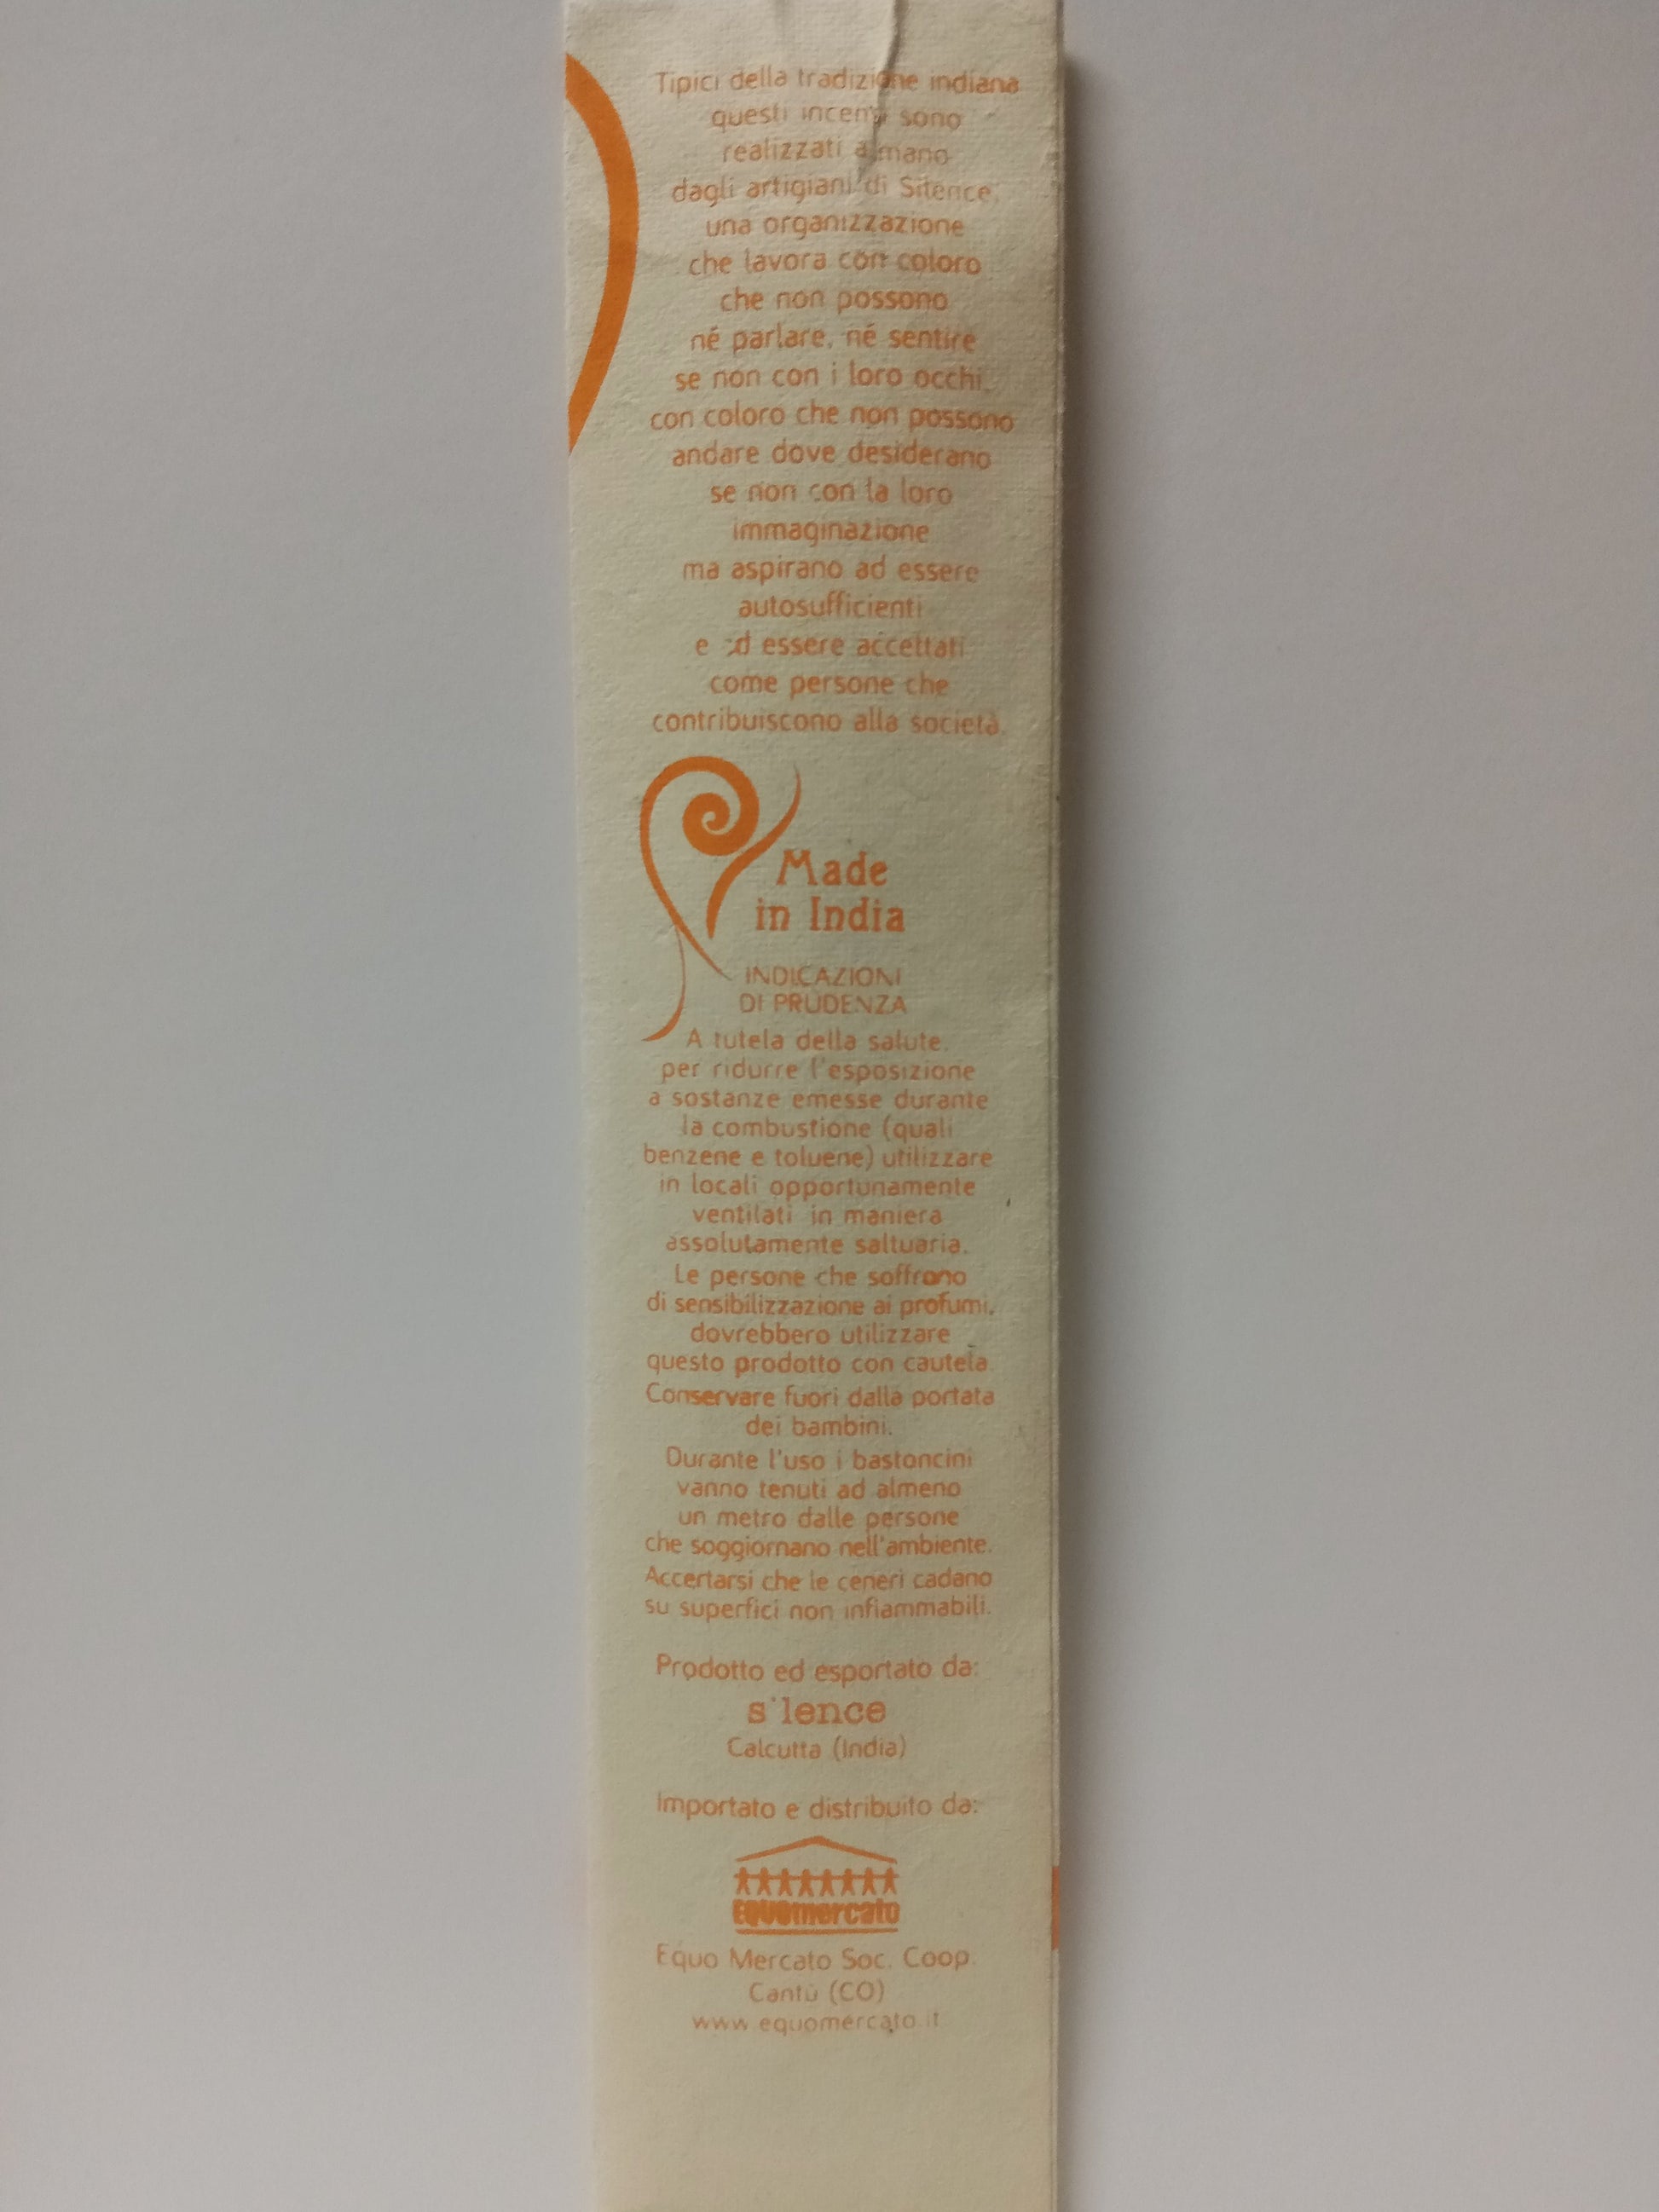 Tipici della tradizione indiana
questi incensi sono
realizzati a mano
dagli artigiani di Silence,
una organizzazione
che lavora con coloro
che non possono
né parlare, né sentire
se non con i loro occhi,
con coloro che non possono
andare dove desiderano
se non con la loro
immaginazione
ma aspirano ad essere
autosufficienti
e ad essere accettati
come persone che
contribuiscono alla società.
Made
in India
INDICAZIONI
DI PRUDENZA
A tutela della salute,
per ridurre l'esposizione
a sostanze emesse durante
la combustione (quali
benzene e toluene) utilizzare
in locali opportunamente
ventilati in maniera
assolutamente saltuaria.
Le persone che soffrono
di sensibilizzazione ai profumi,
dovrebbero utilizzare
questo prodotto con cautela
Conservare fuori dalla portata
dei bambini.
Durante l'uso i bastoncini
vanno tenuti ad almeno
un metro dalle persone
che soggiornano nell'ambiente.
Accertarsi che le ceneri cadano
su superfici non infiammabili.
Prodotto ed esportato da:
s'lence
Calcutta (India)
Importato e distribuito da:
EQUOmercato
Equo Mercato Soc. Coop.
Cantù (CO)
www.equomercato.it